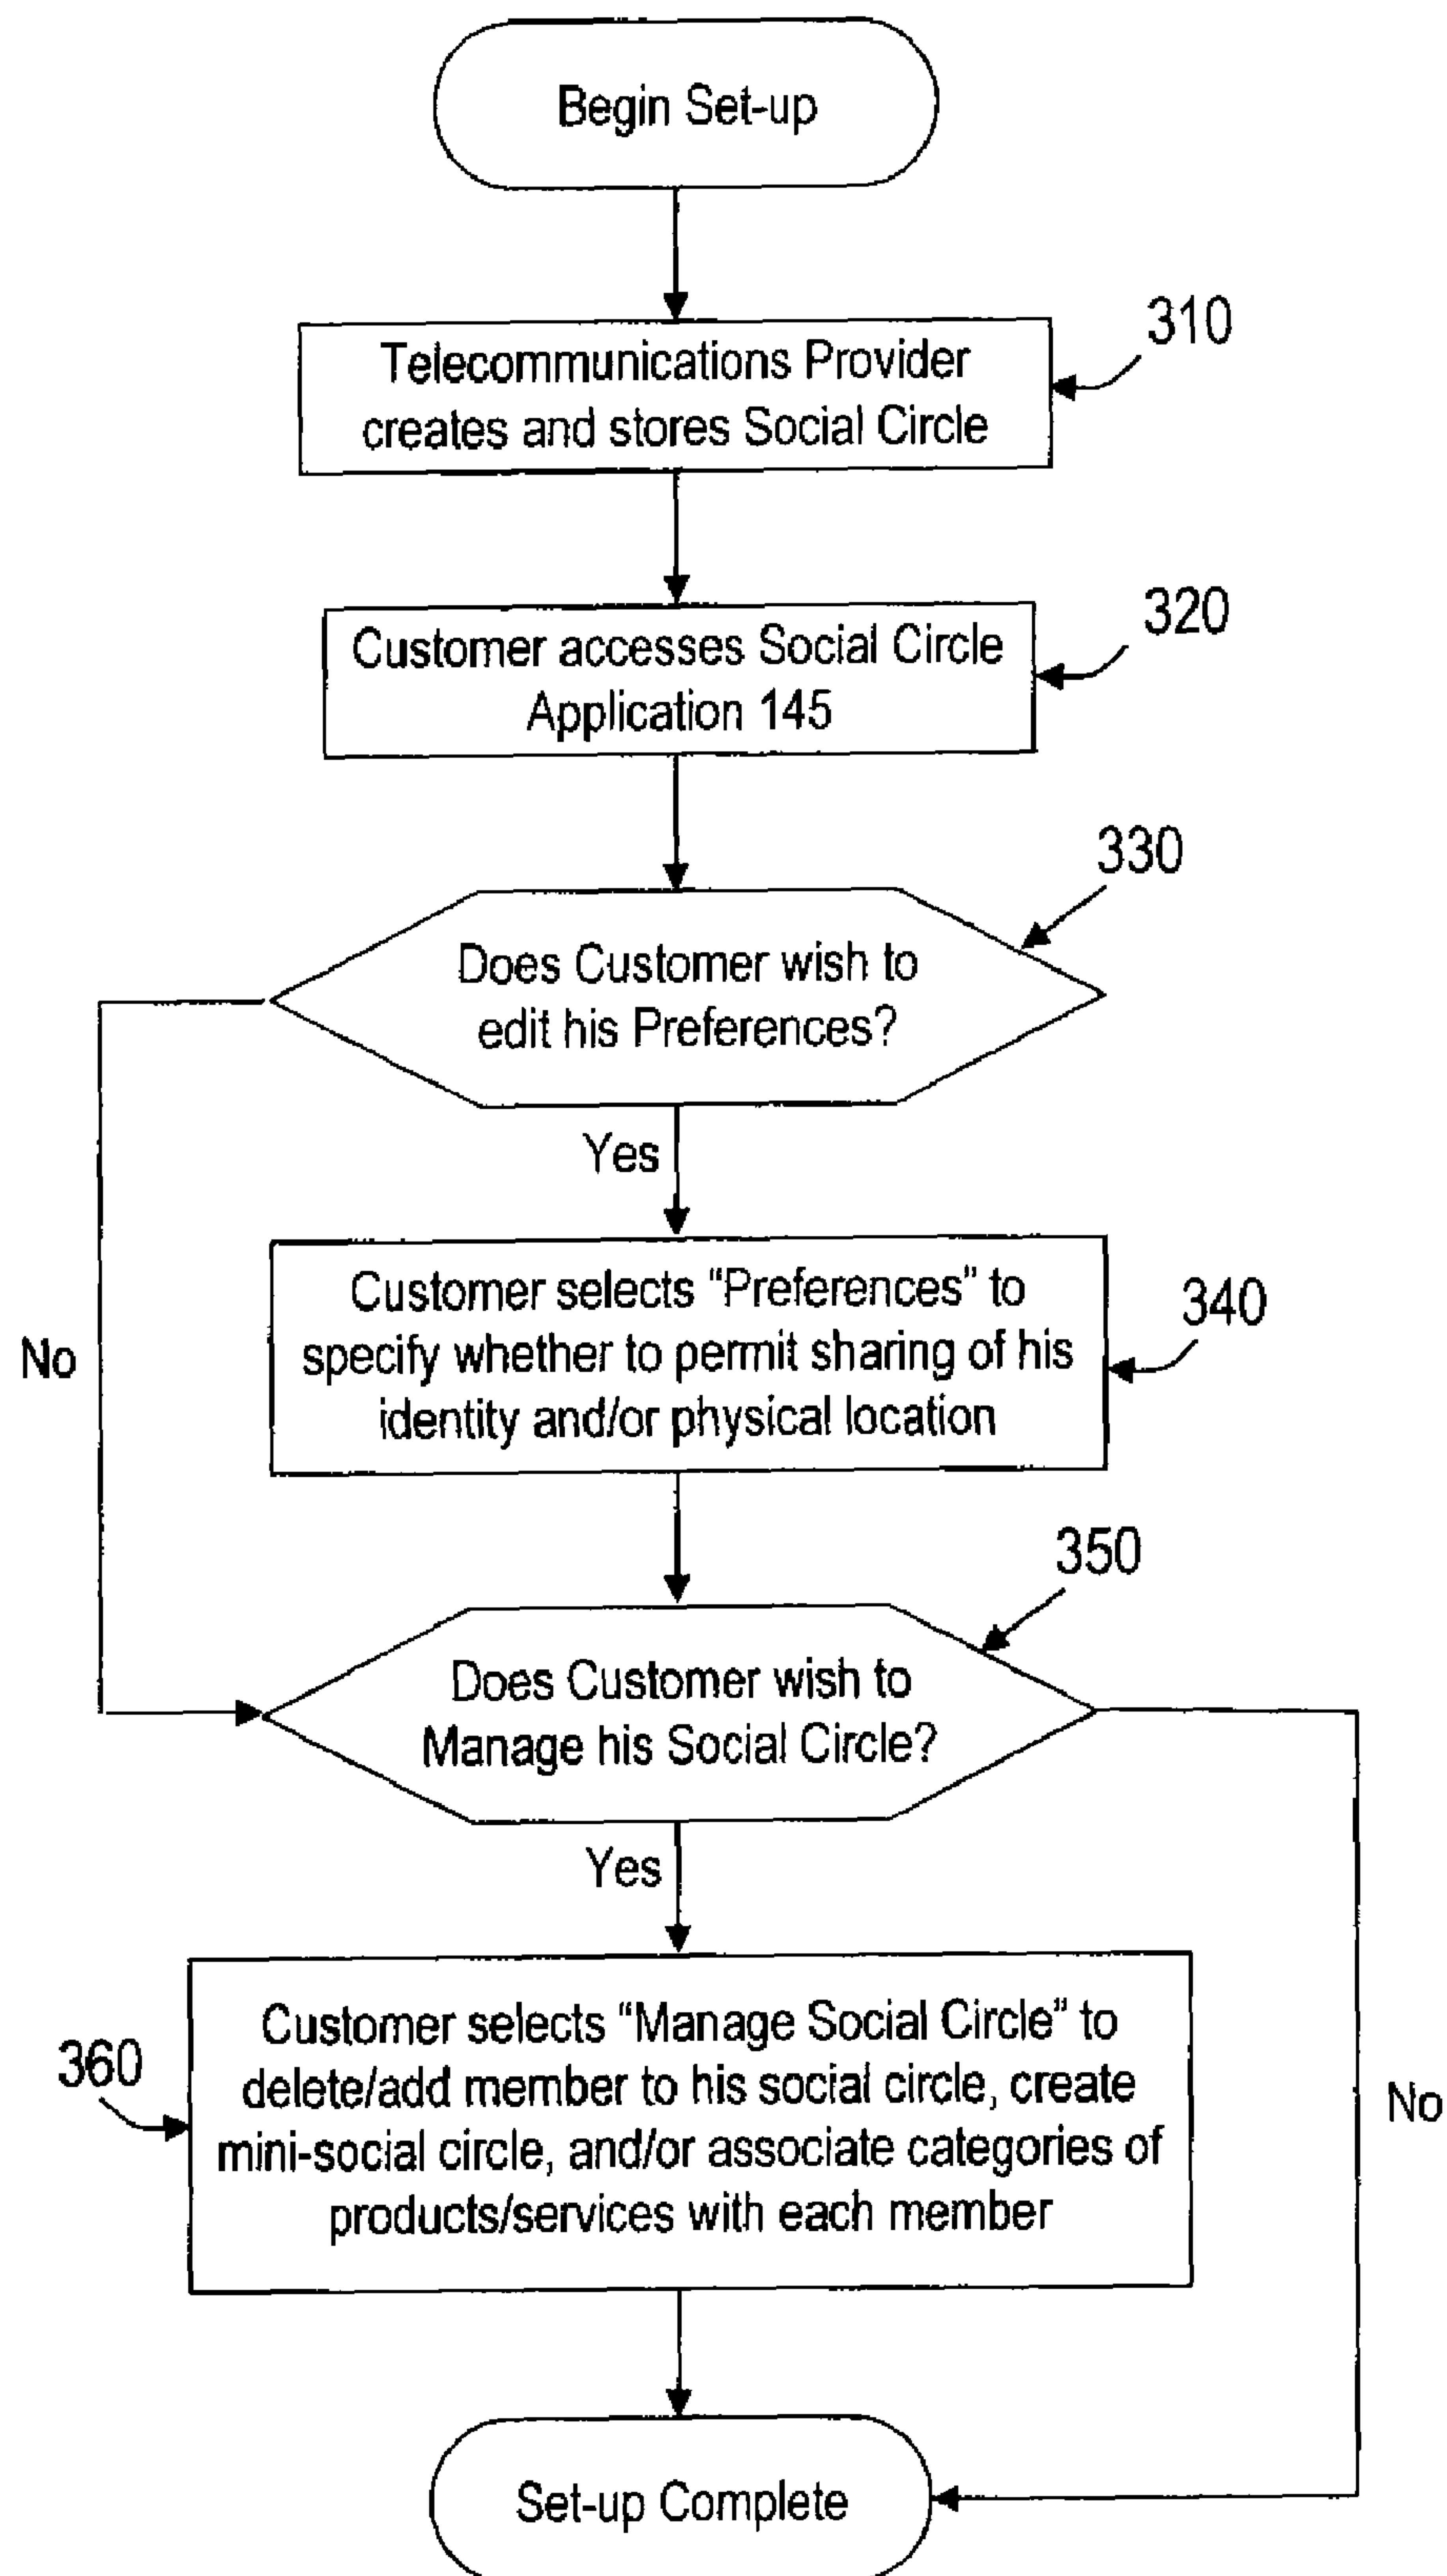 Begin Set-up
310
Telecommunications Provider
creates and stores Social Circle
320
Customer accesses Social Circle
Application 145
330
Does Customer wish to
edit his Preferences?
Yes
No
Customer selects “Preferences” to
specify whether to permit sharing of his
identity and/or physical location
340
350
Does Customer wish to
Manage his Social Circle?
Yes
No
360
Customer selects “Manage Social Circle” to
delete/add member to his social circle, create
mini-social circle, and/or associate categories of
products/services with each member
Set-up Complete